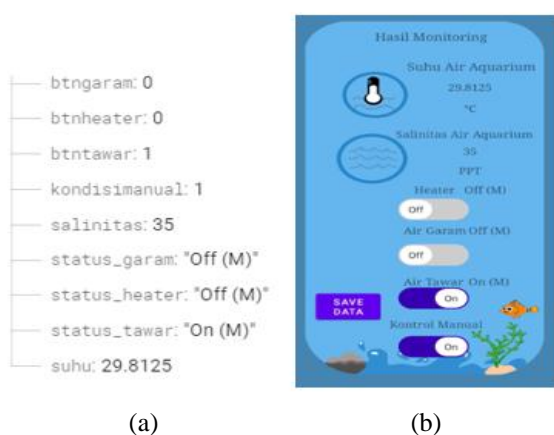 btngaram: 0
btnheater: 0
btntawar: 1
kondisimanual: 1
salinitas: 35
status_garam: "Off (M)"
status_heater: "Off (M)"
status_tawar: "On (M)"
suhu: 29.8125
(a)
Hasil Monitoring
Suhu Air Aquarium
29.8125
°C
Salinitas Air Aquarium
35
PPT
Heater Off (M)
Off
Air Garam Off (M)
Off
Air Tawar On (M)
SAVE DATA
On
Kontrol Manual
On
(b)